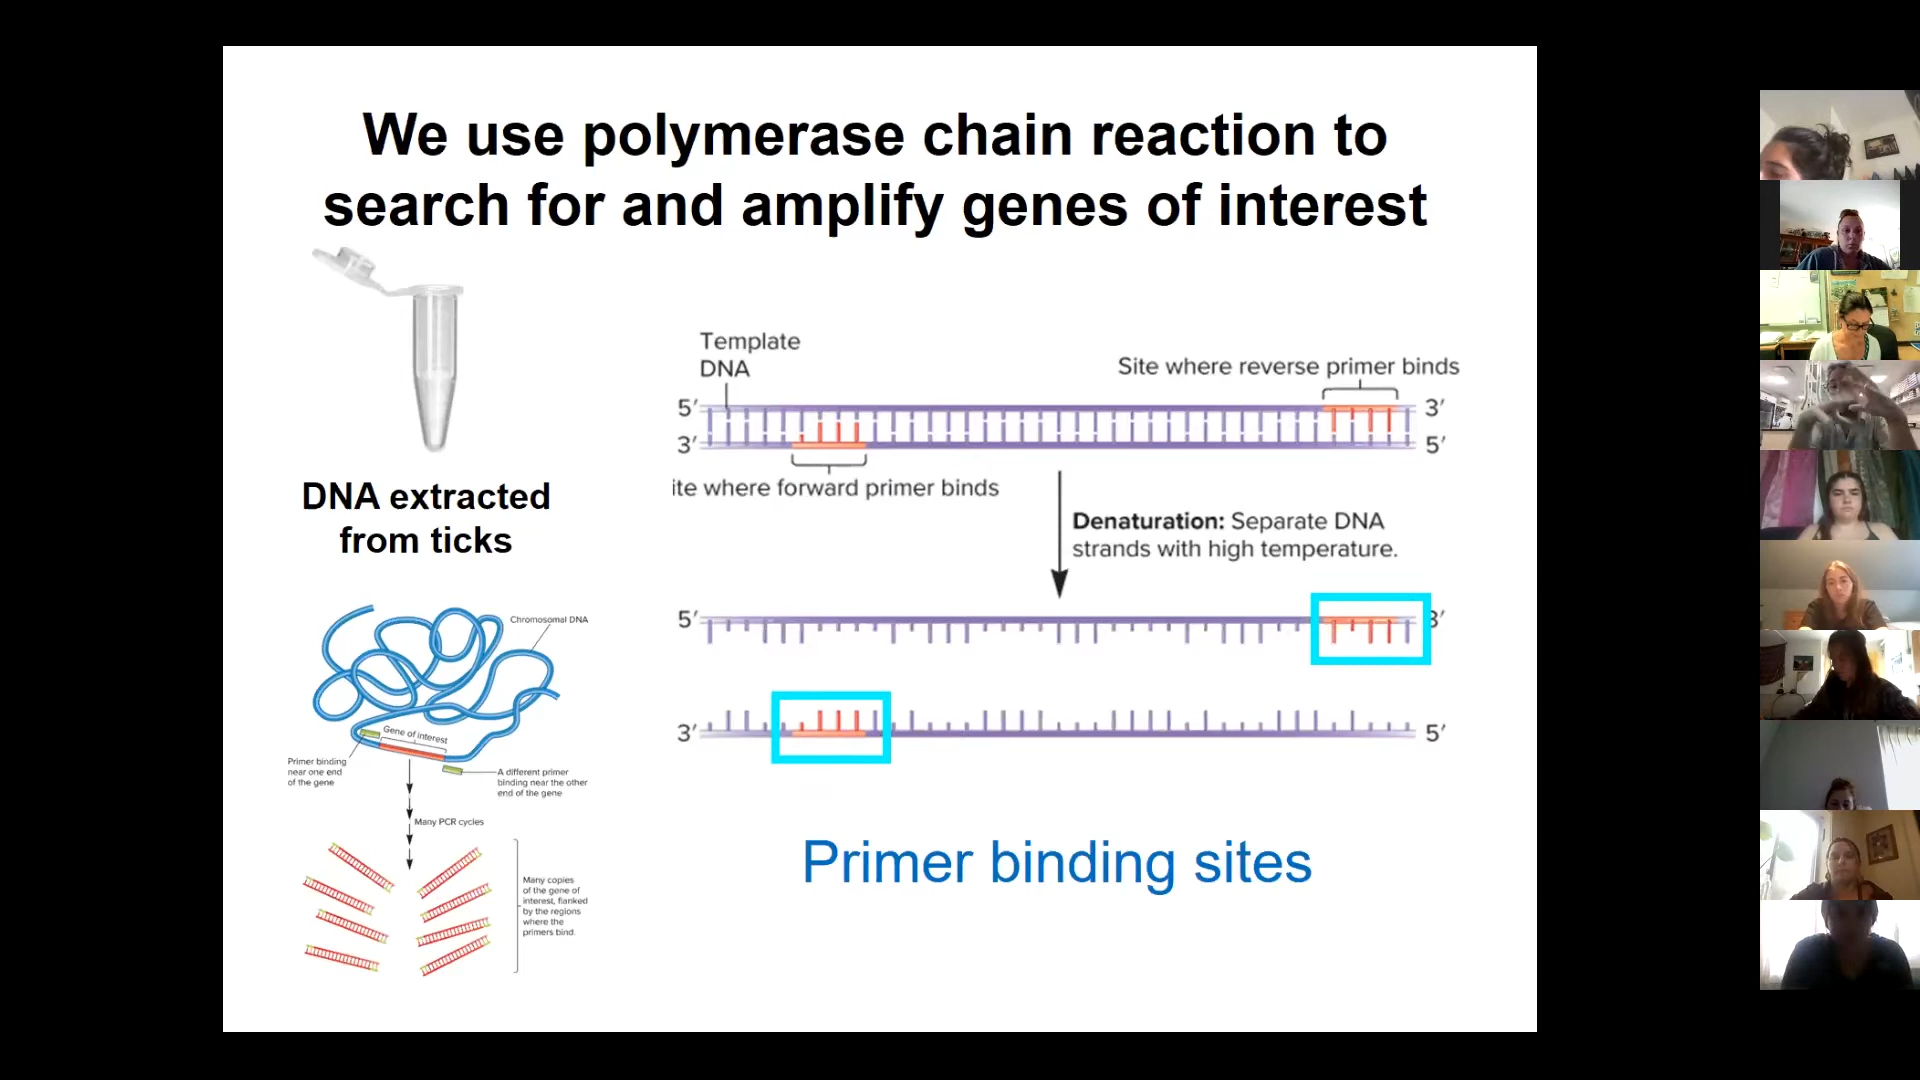 We use polymerase chain reaction to
search for and amplify genes of interest
DNA extracted
from ticks
Chromosomal DNA
Gene of interest
Primer binding
near one end
of the gene
A different primer
binding near the other
end of the gene
Many PCR cycles
Many copies
of the gene of
interest, flanked
by the regions
where the
primers bind.
Template
DNA
Site where reverse primer binds
5′
3′
3′
5′
ite where forward primer binds
Denaturation: Separate DNA
strands with high temperature.
5′
3′
3′
5′
Primer binding sites